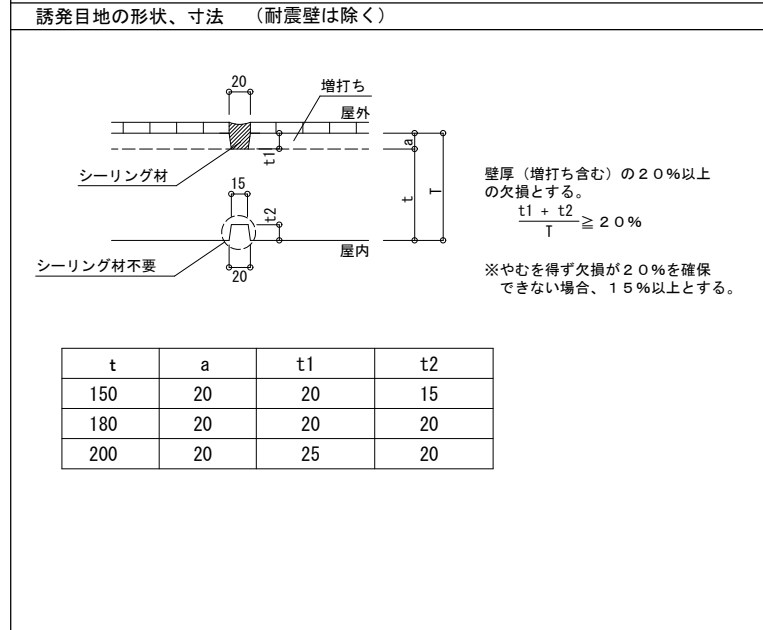 誘発目地の形状、寸法　（耐震壁は除く）
20
増打ち
屋外
シーリング材
t1
a
t
T
15
t2
シーリング材不要
20
屋内
壁厚（増打ち含む）の２０％以上
の欠損とする。
t1 + t2
T
≧２０％
※やむを得ず欠損が２０％を確保
できない場合、１５％以上とする。
t a t1 t2
150 20 20 15
180 20 20 20
200 20 25 20